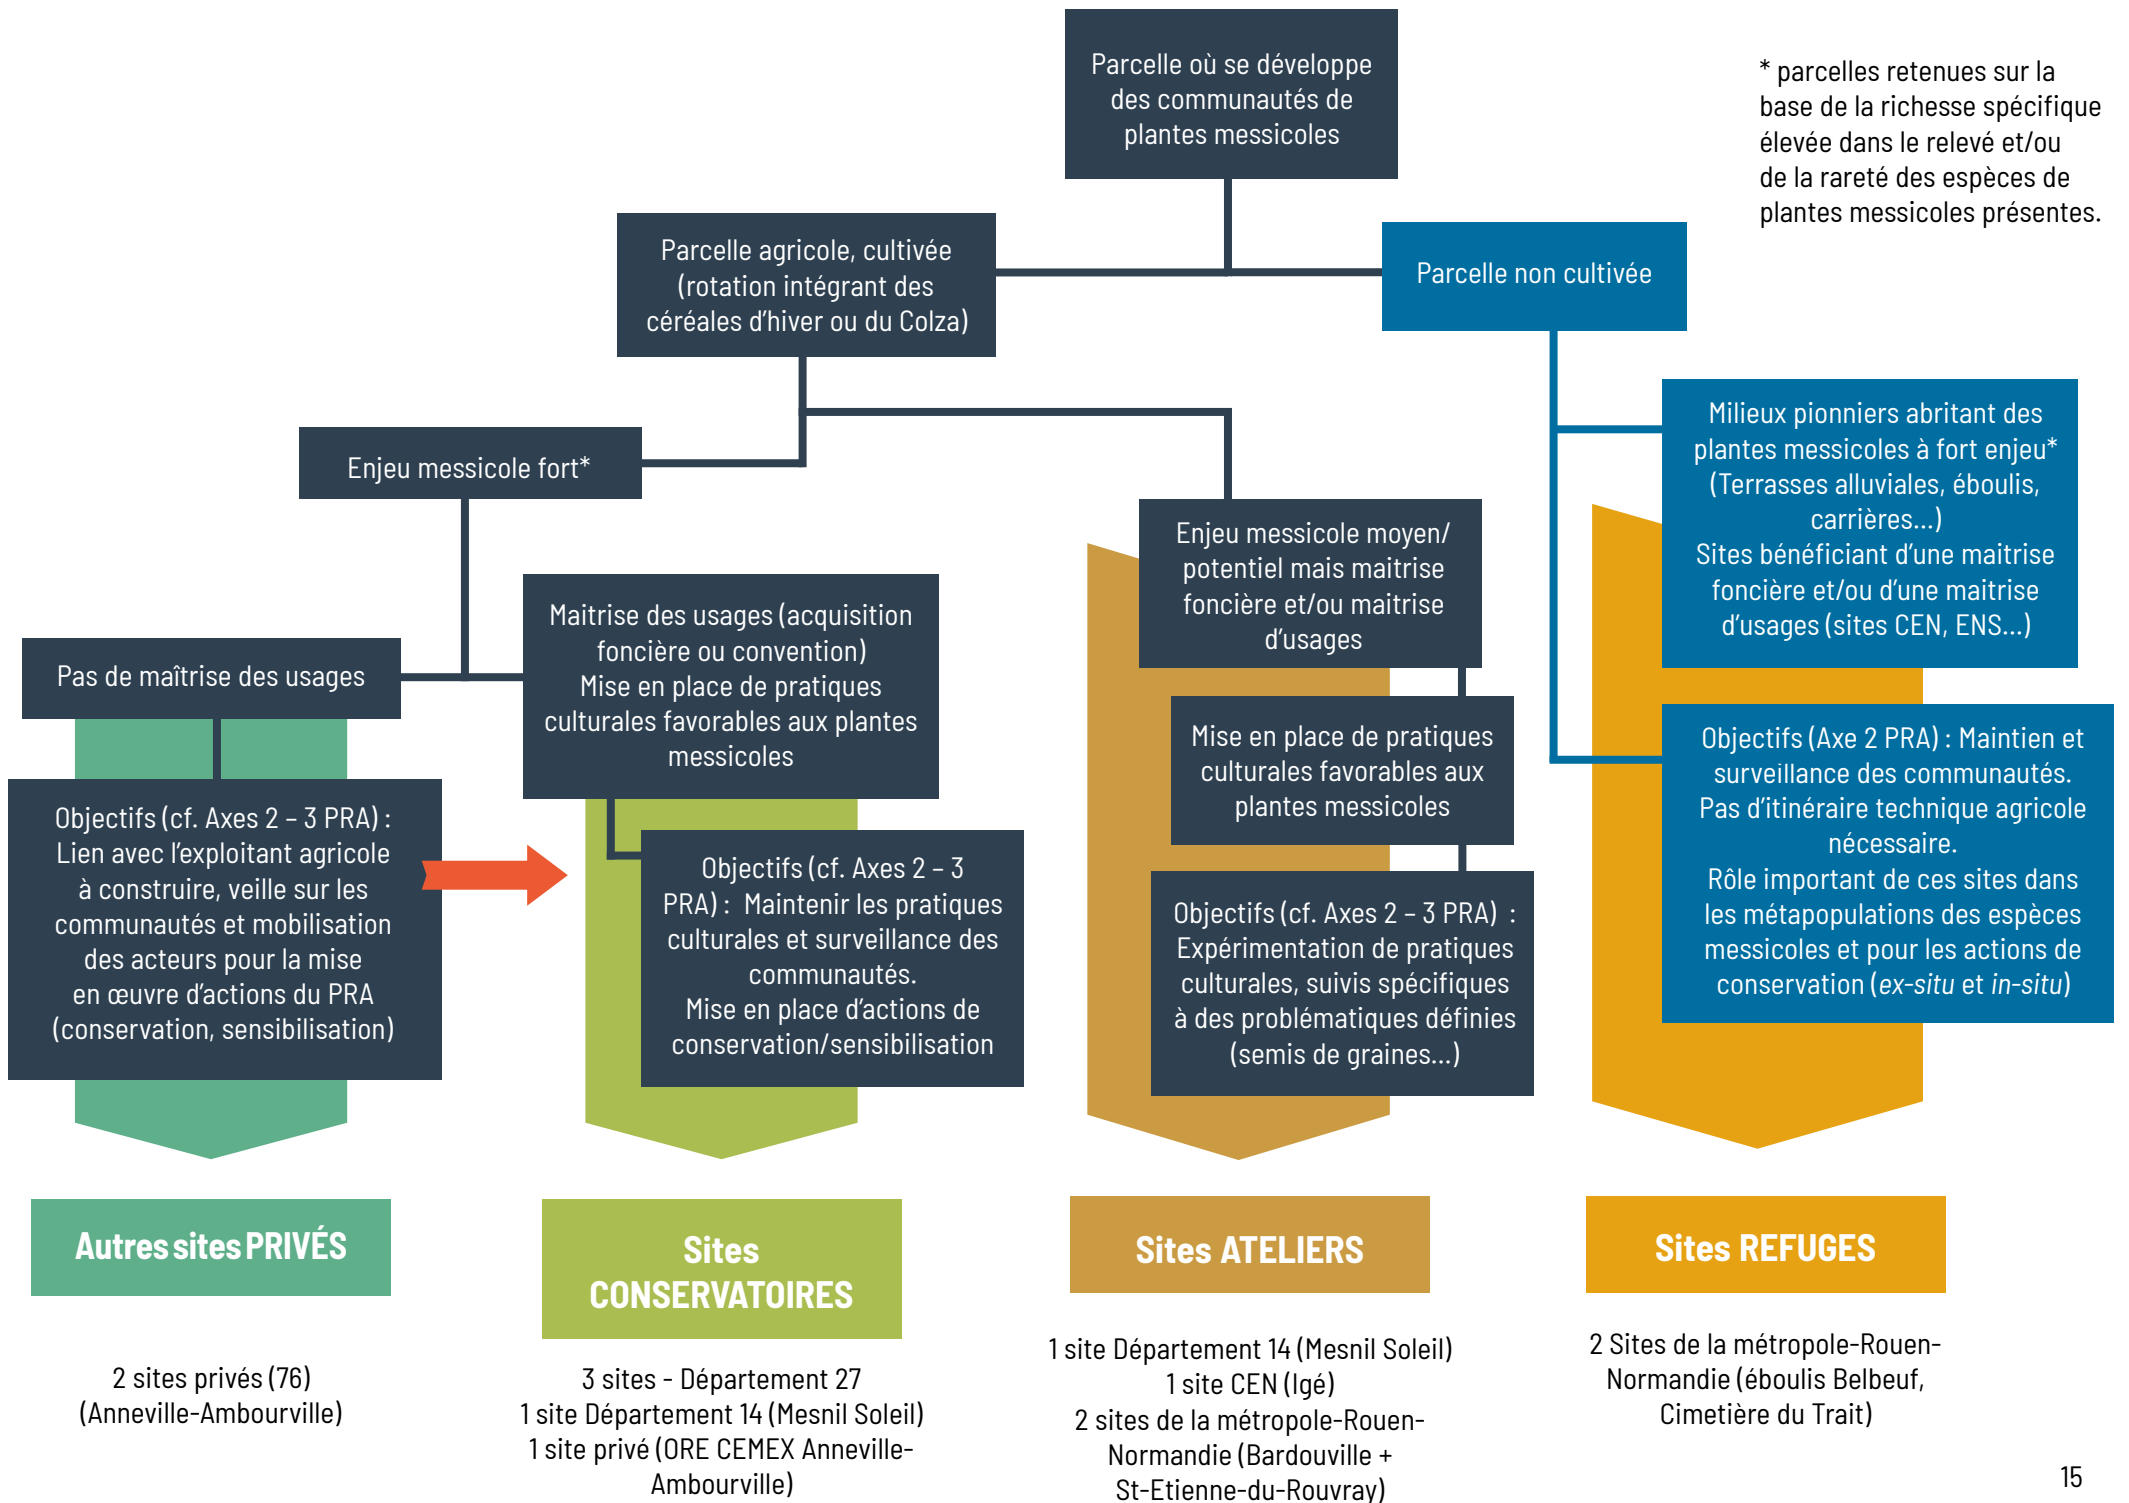 Parcelle où se développe
des communautés de
plantes messicoles
* parcelles retenues sur la
base de la richesse spécifique
élevée dans le relevé et/ou
de la rareté des espèces de
plantes messicoles présentes.
Parcelle agricole, cultivée
(rotation intégrant des
céréales d’hiver ou du Colza)
Parcelle non cultivée
Enjeu messicole fort*
Milieux pionniers abritant des
plantes messicoles à fort enjeu*
(Terrasses alluviales, éboulis,
carrières...)
Sites bénéficiant d’une maitrise
foncière et/ou d’une maitrise
d’usages (sites CEN, ENS...)
Enjeu messicole moyen/
potentiel mais maitrise
foncière et/ou maitrise
d’usages
Pas de maîtrise des usages
Maitrise des usages (acquisition
foncière ou convention)
Mise en place de pratiques
culturales favorables aux plantes
messicoles
Mise en place de pratiques
culturales favorables aux
plantes messicoles
Objectifs (cf. Axes 2 – 3 PRA) :
Lien avec l’exploitant agricole
à construire, veille sur les
communautés et mobilisation
des acteurs pour la mise
en œuvre d’actions du PRA
(conservation, sensibilisation)
Objectifs (cf. Axes 2 – 3
PRA) : Maintenir les pratiques
culturales et surveillance des
communautés.
Mise en place d’actions de
conservation/sensibilisation
Objectifs (cf. Axes 2 – 3 PRA) :
Expérimentation de pratiques
culturales, suivis spécifiques
à des problématiques définies
(semis de graines...)
Objectifs (Axe 2 PRA) : Maintien et
surveillance des communautés.
Pas d’itinéraire technique agricole
nécessaire.
Rôle important de ces sites dans
les métapopulations des espèces
messicoles et pour les actions de
conservation (ex-situ et in-situ)
Autres sites PRIVÉS
Sites
CONSERVATOIRES
Sites ATELIERS
Sites REFUGES
2 sites privés (76)
(Anneville-Ambourville)
3 sites - Département 27
1 site Département 14 (Mesnil Soleil)
1 site privé (ORE CEMEX Anneville-
Ambourville)
1 site Département 14 (Mesnil Soleil)
1 site CEN (Igé)
2 sites de la métropole-Rouen-
Normandie (Bardouville +
St-Etienne-du-Rouvray)
2 Sites de la métropole-Rouen-
Normandie (éboulis Belbeuf,
Cimetière du Trait)
15